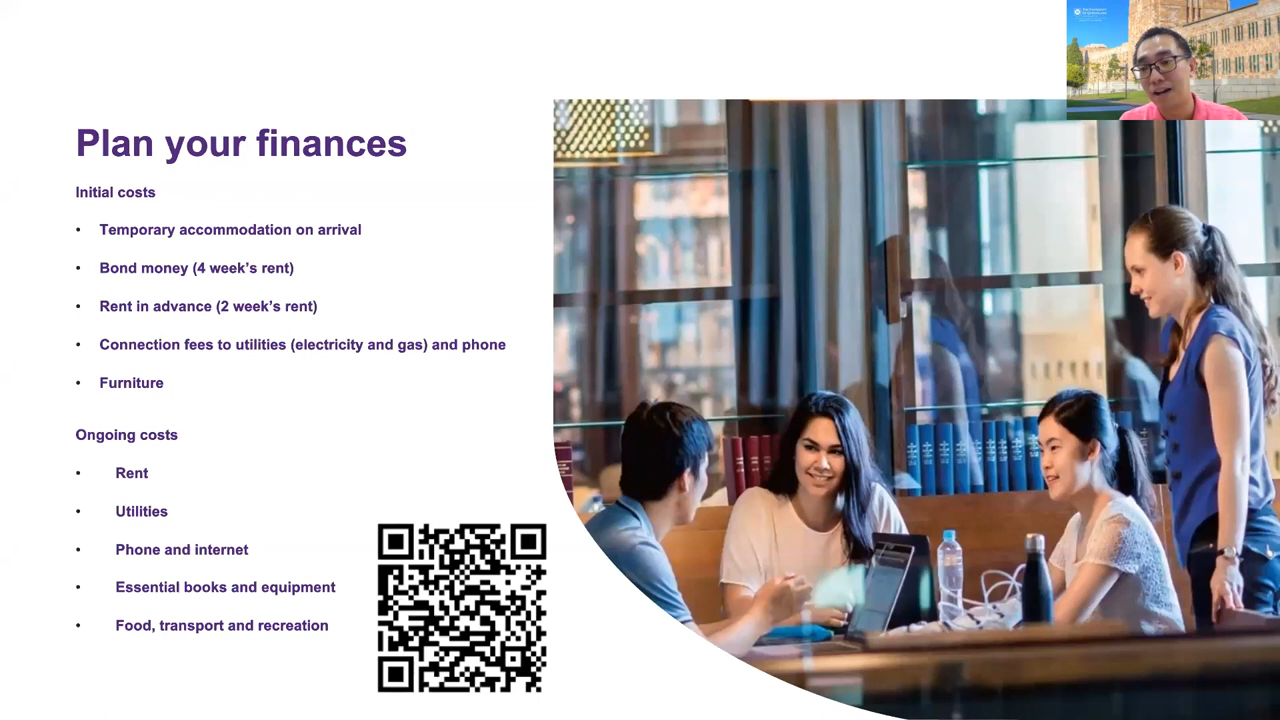 Plan your finances
Initial costs
• Temporary accommodation on arrival
• Bond money (4 week’s rent)
• Rent in advance (2 week’s rent)
• Connection fees to utilities (electricity and gas) and phone
• Furniture
Ongoing costs
• Rent
• Utilities
• Phone and internet
• Essential books and equipment
• Food, transport and recreation